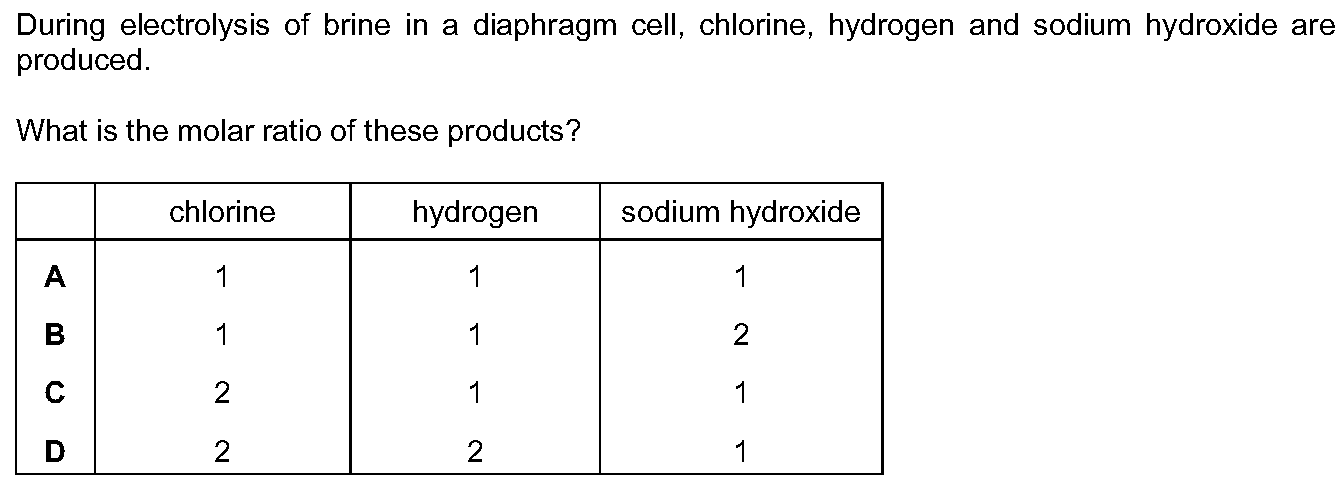 During electrolysis of brine in a diaphragm cell, chlorine, hydrogen and sodium hydroxide are
produced.
What is the molar ratio of these products?
chlorine hydrogen sodium hydroxide
A 1 1 1
B 1 1 2
C 2 1 1
D 2 2 1